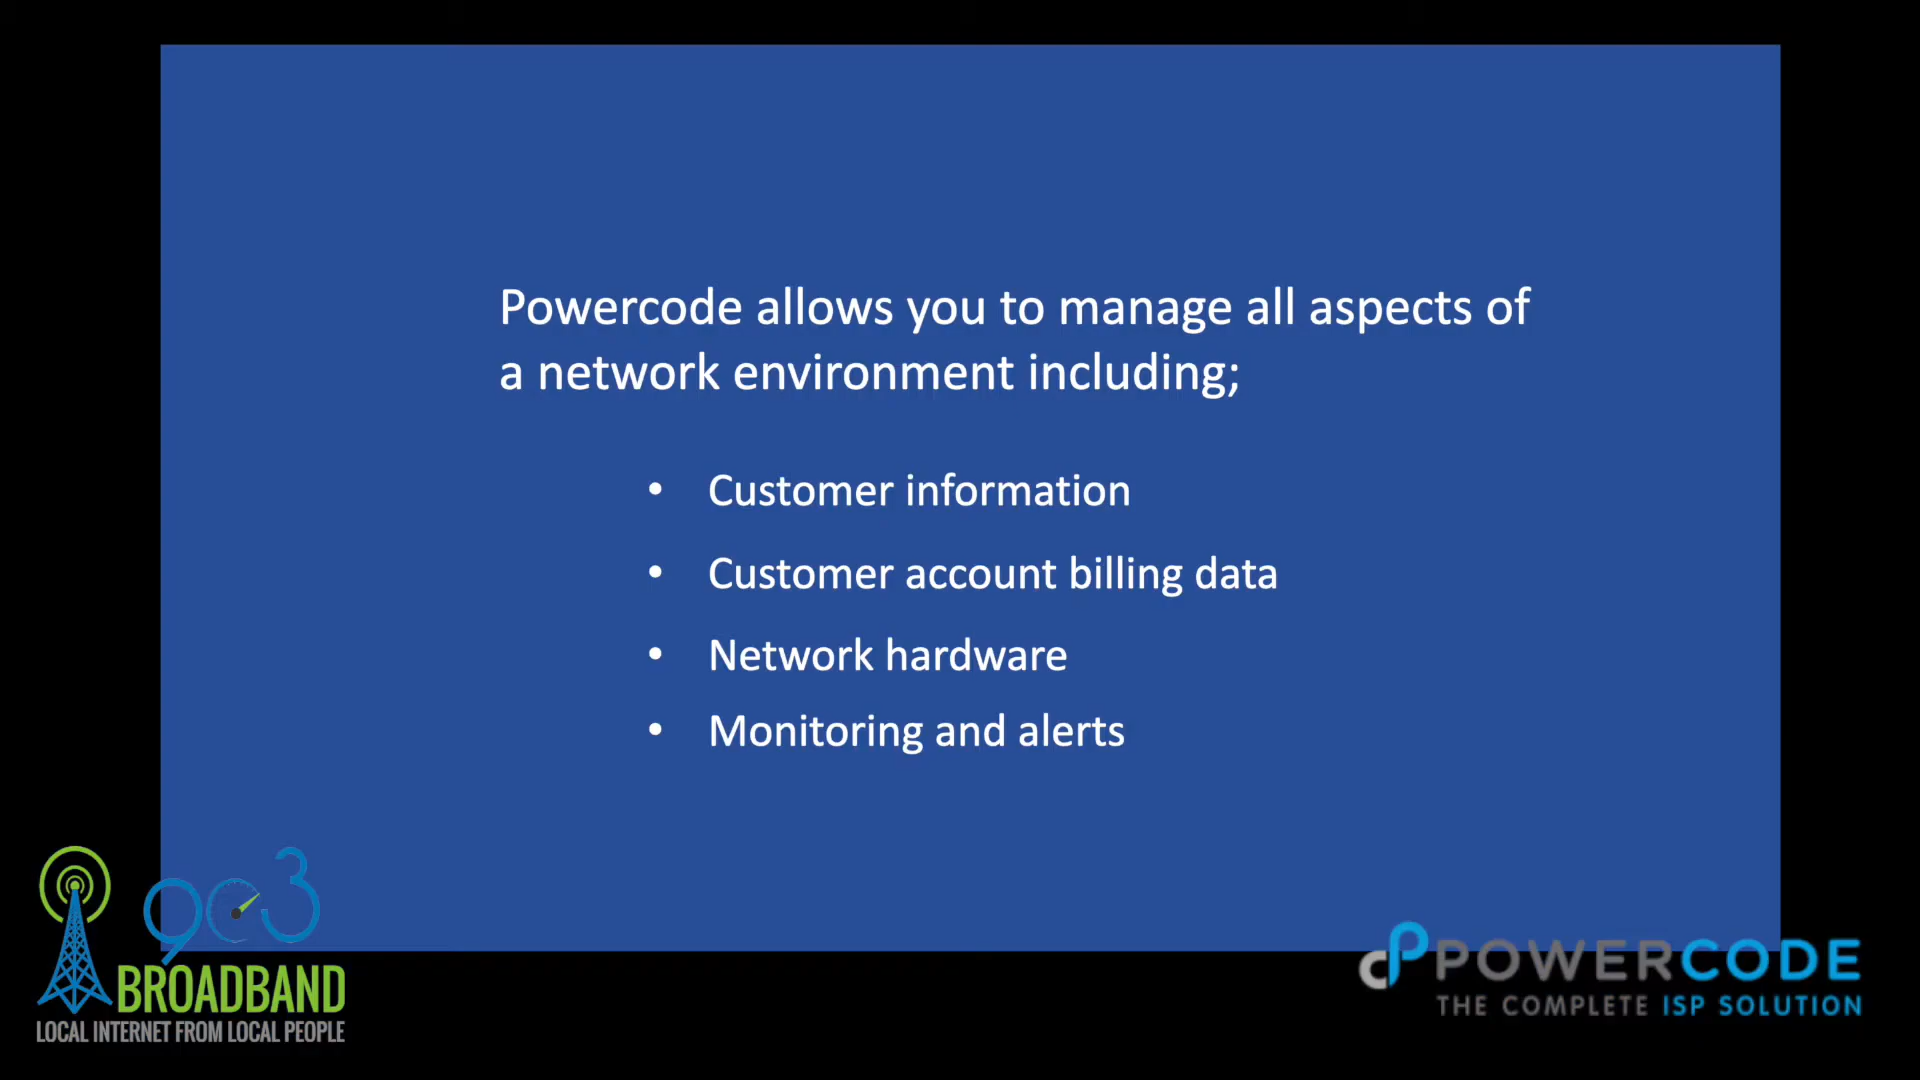 Powercode allows you to manage all aspects of
a network environment including;
• Customer information
• Customer account billing data
• Network hardware
• Monitoring and alerts
903
BROADBAND
LOCAL INTERNET FROM LOCAL PEOPLE
POWERCODE
THE COMPLETE ISP SOLUTION